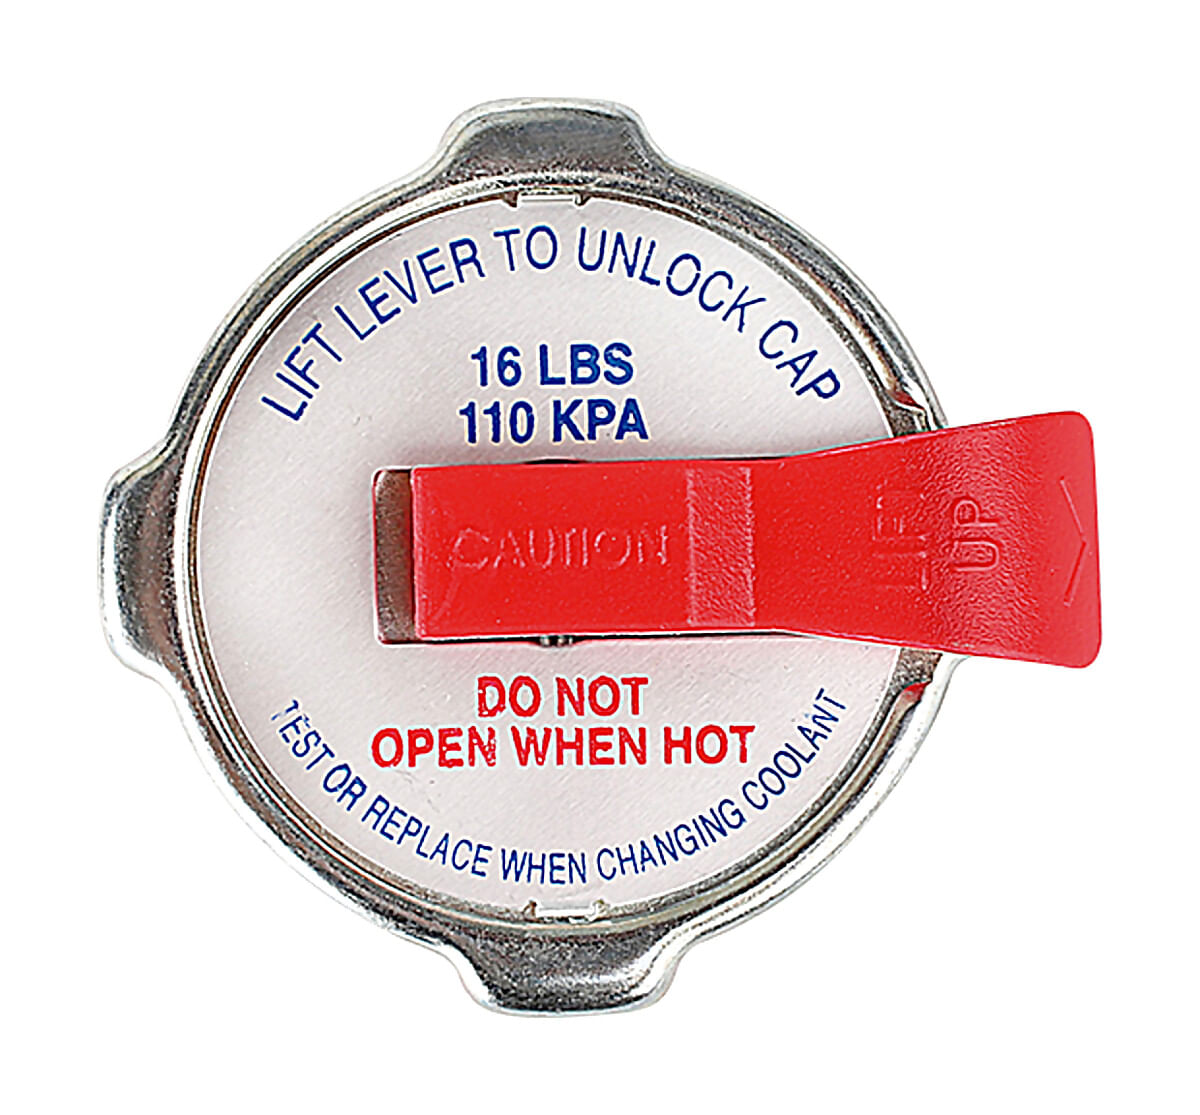 LIFT LEVER TO UNLOCK CAP
16 LBS
110 KPA
CAUTION
LIFT
UP
DO NOT
OPEN WHEN HOT
TEST OR REPLACE WHEN CHANGING COOLANT